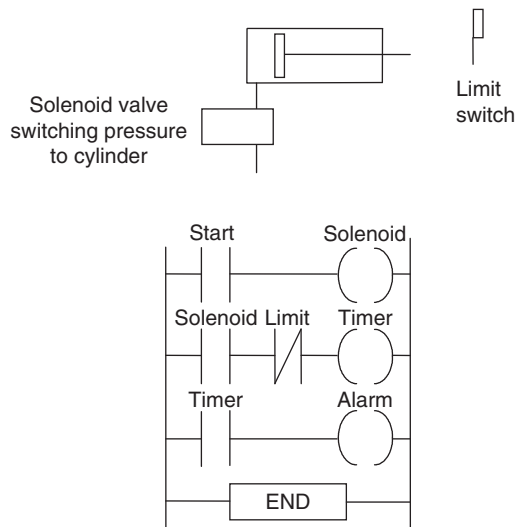 Solenoid valve
switching pressure
to cylinder
Limit
switch
Start Solenoid
Solenoid Limit Timer
Timer Alarm
END